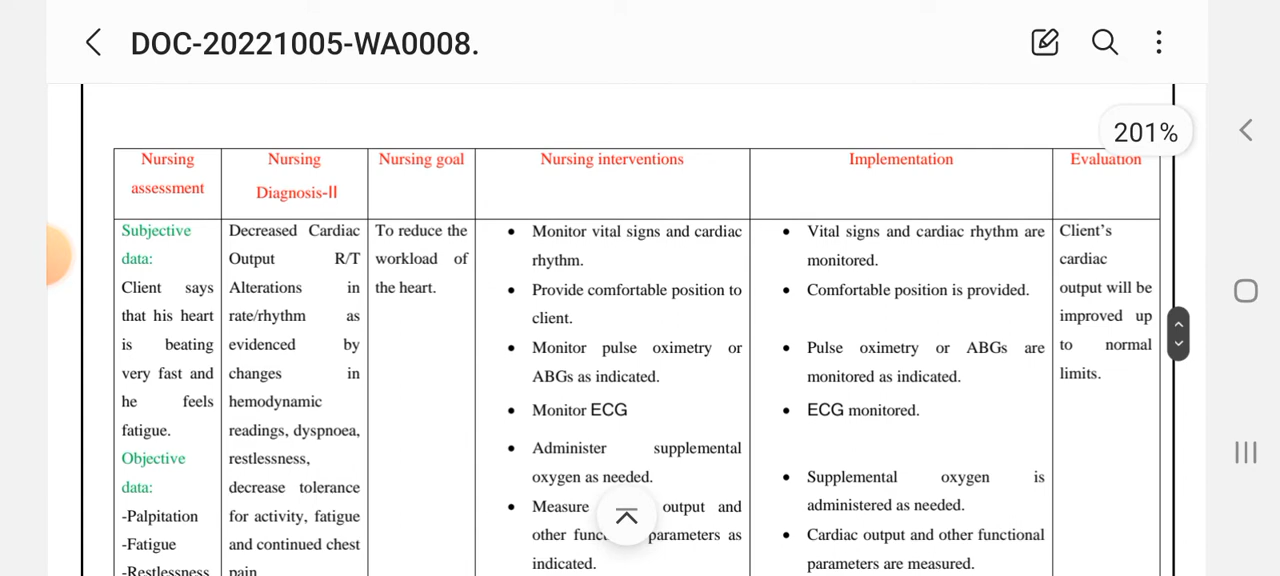 DOC-20221005-WA0008.
201%
Nursing
assessment
Nursing
Diagnosis-II
Nursing goal
Nursing interventions
Implementation
Evaluation
Subjective
data:
Client says
that his heart
is beating
very fast and
he feels
fatigue.
Objective
data:
-Palpitation
-Fatigue
-Restlessness
Decreased Cardiac
Output R/T
Alterations in
rate/rhythm as
evidenced by
changes in
hemodynamic
readings, dyspnoea,
restlessness,
decrease tolerance
for activity, fatigue
and continued chest
pain
To reduce the
workload of
the heart.
• Monitor vital signs and cardiac
rhythm.
• Provide comfortable position to
client.
• Monitor pulse oximetry or
ABGs as indicated.
• Monitor ECG
• Administer supplemental
oxygen as needed.
• Measure output and
other parameters as
indicated.
• Vital signs and cardiac rhythm are
monitored.
• Comfortable position is provided.
• Pulse oximetry or ABGs are
monitored as indicated.
• ECG monitored.
• Supplemental oxygen is
administered as needed.
• Cardiac output and other functional
parameters are measured.
Client’s
cardiac
output will be
improved up
to normal
limits.